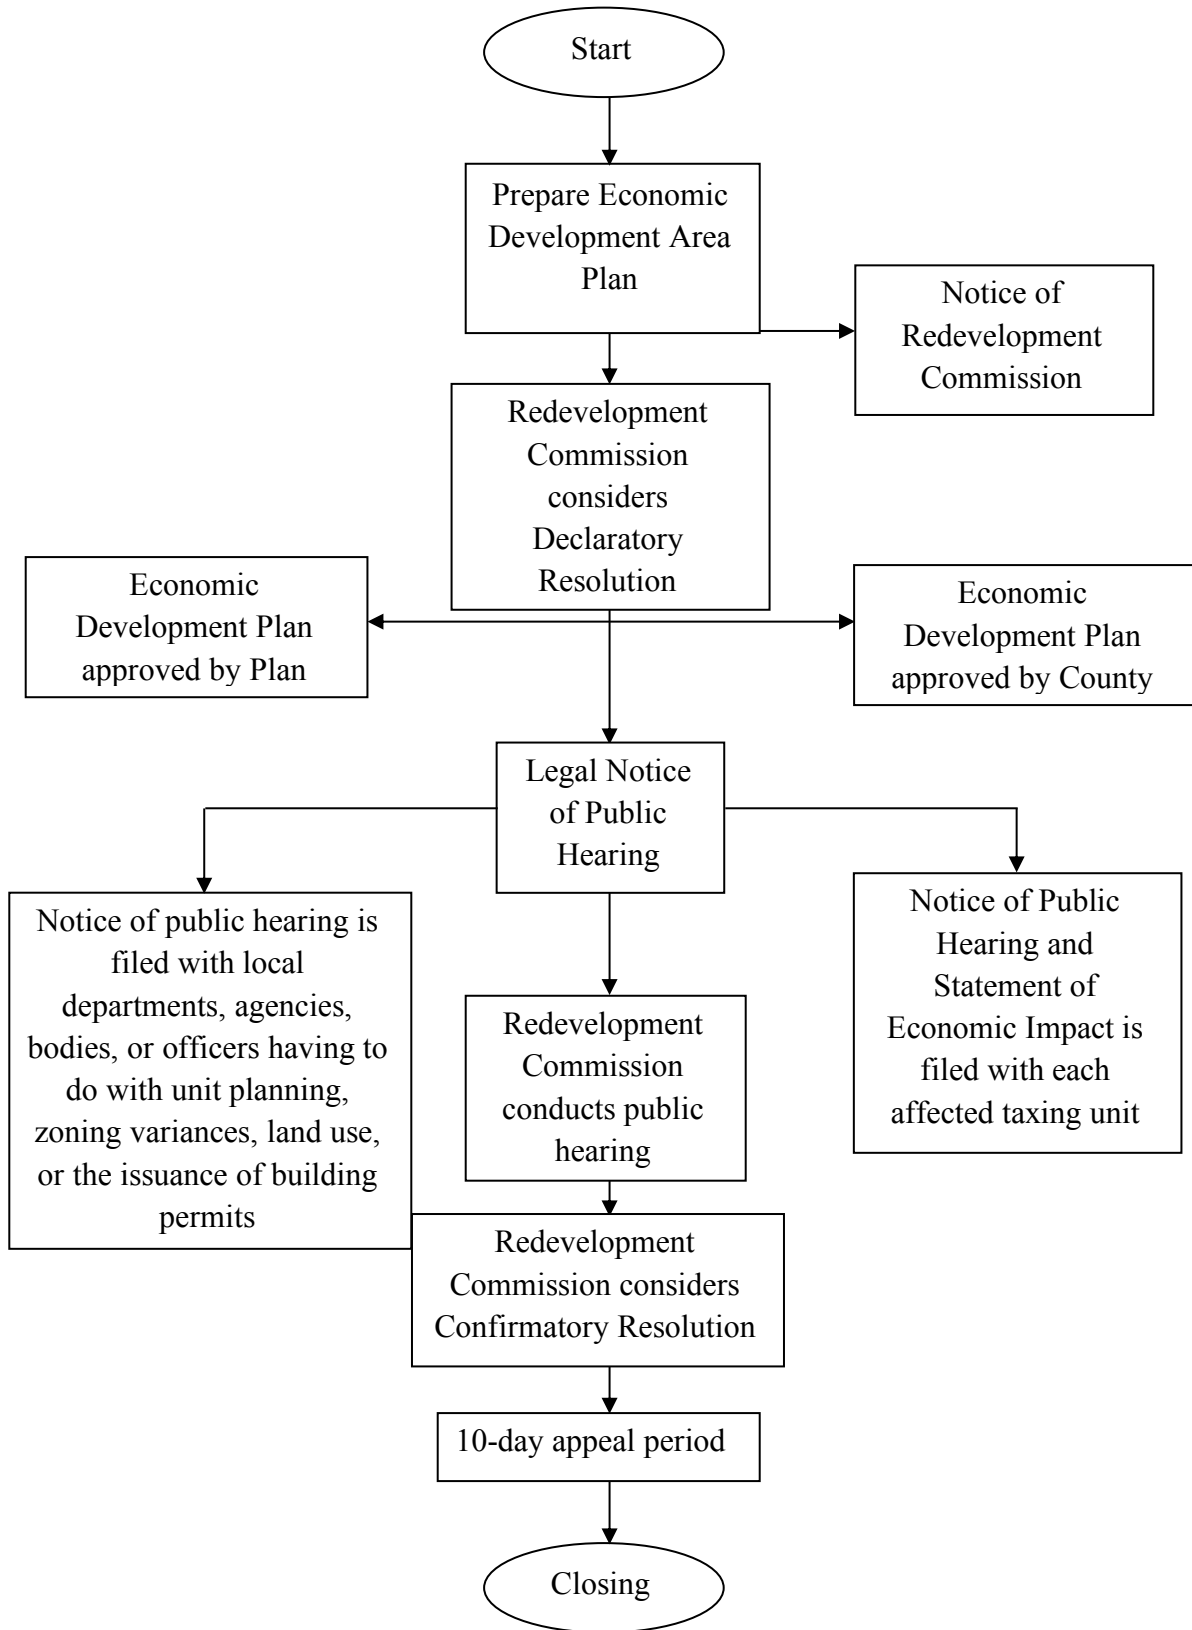 Start
Prepare Economic
Development Area
Plan
Notice of
Redevelopment
Commission
Redevelopment
Commission
considers
Declaratory
Resolution
Economic
Development Plan
approved by Plan
Economic
Development Plan
approved by County
Legal Notice
of Public
Hearing
Notice of public hearing is
filed with local
departments, agencies,
bodies, or officers having to
do with unit planning,
zoning variances, land use,
or the issuance of building
permits
Redevelopment
Commission
conducts public
hearing
Notice of Public
Hearing and
Statement of
Economic Impact is
filed with each
affected taxing unit
Redevelopment
Commission considers
Confirmatory Resolution
10-day appeal period
Closing